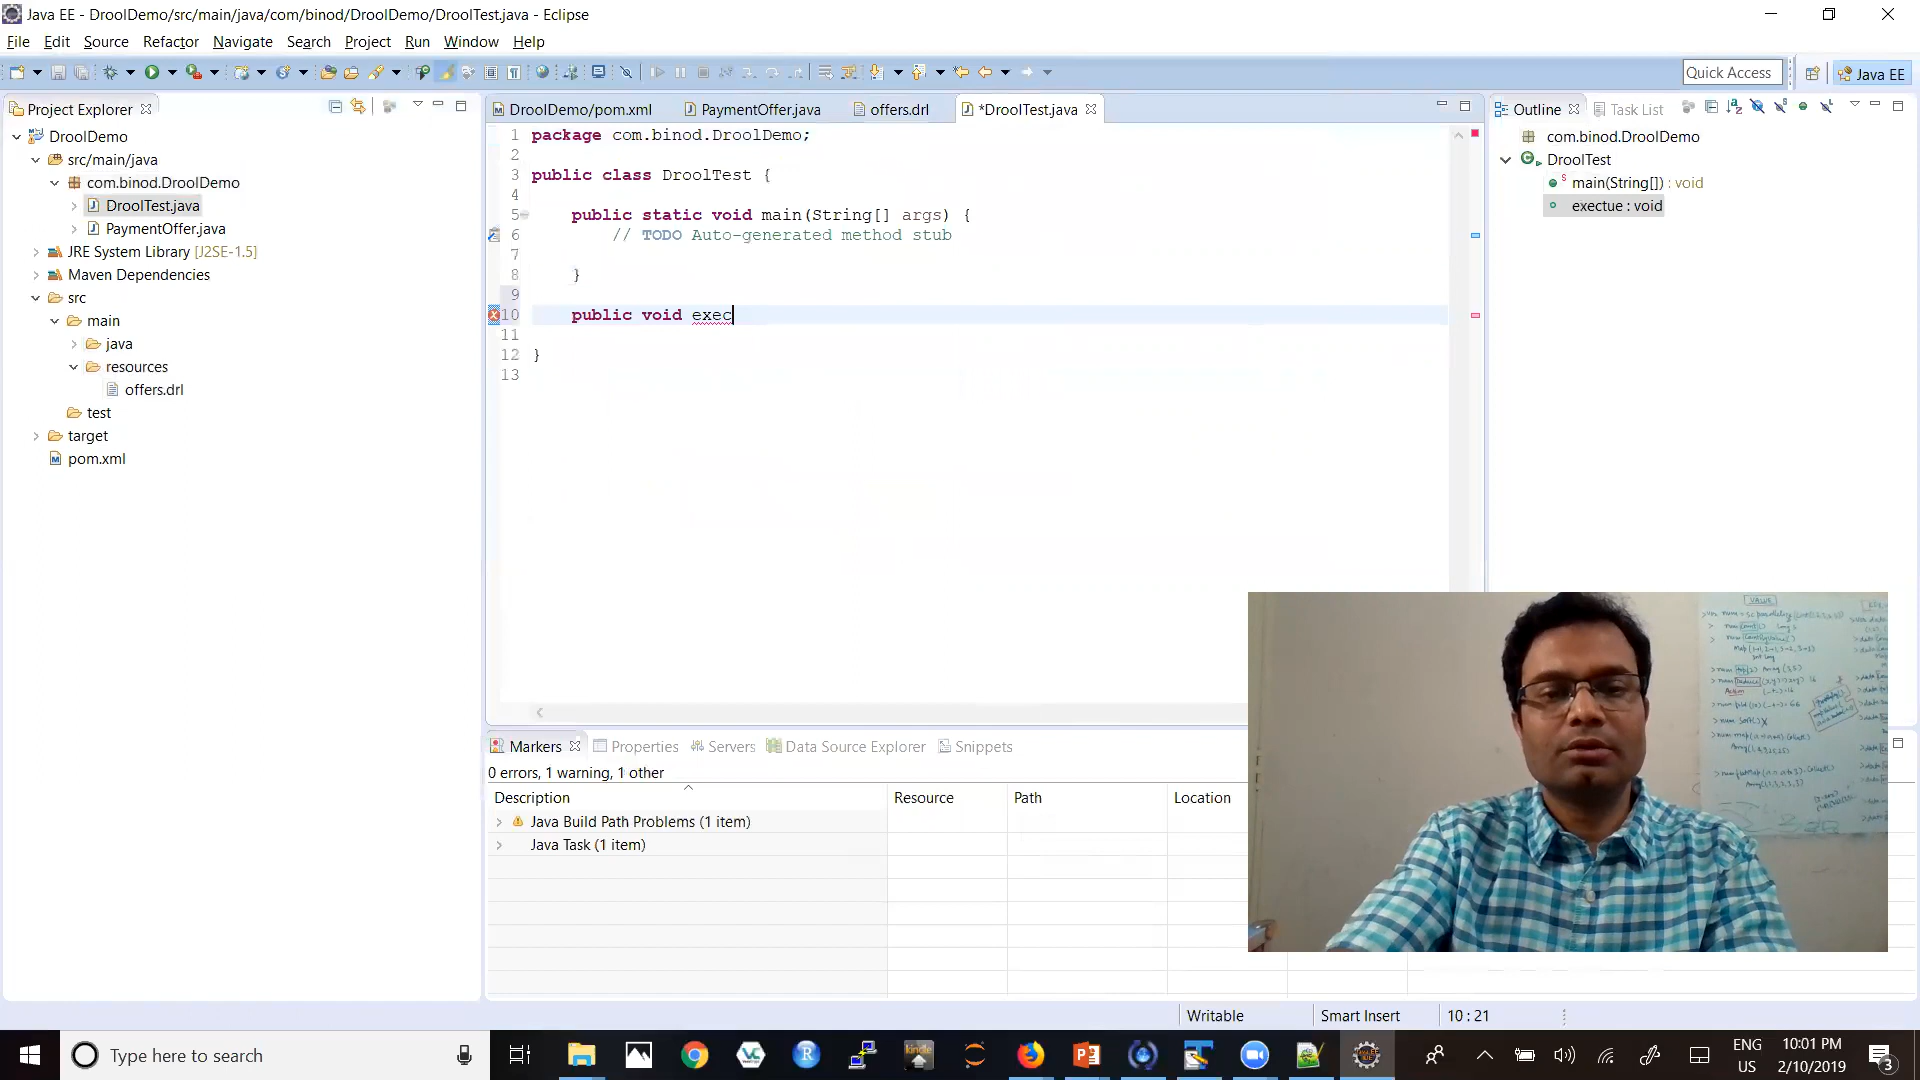 Java EE - DroolDemo/src/main/java/com/binod/DroolDemo/DroolTest.java - Eclipse
File Edit Source Refactor Navigate Search Project Run Window Help
Quick Access
Java EE
Project Explorer
DroolDemo
src/main/java
com.binod.DroolDemo
DroolTest.java
PaymentOffer.java
JRE System Library [J2SE-1.5]
Maven Dependencies
src
main
java
resources
offers.drl
test
target
pom.xml
DroolDemo/pom.xml
PaymentOffer.java
offers.drl
*DroolTest.java
1 package com.binod.DroolDemo;
2
3 public class DroolTest {
4
5 public static void main(String[] args) {
6 // TODO Auto-generated method stub
7
8 }
9
10 public void exec
11
12 }
13
Outline
Task List
com.binod.DroolDemo
DroolTest
main(String[]) : void
exectue : void
Markers
Properties
Servers
Data Source Explorer
Snippets
0 errors, 1 warning, 1 other
Description Resource Path Location
Java Build Path Problems (1 item)
Java Task (1 item)
VALUE
Writable
Smart Insert
10 : 21
Type here to search
kindle
ENG
US
10:01 PM
2/10/2019
3